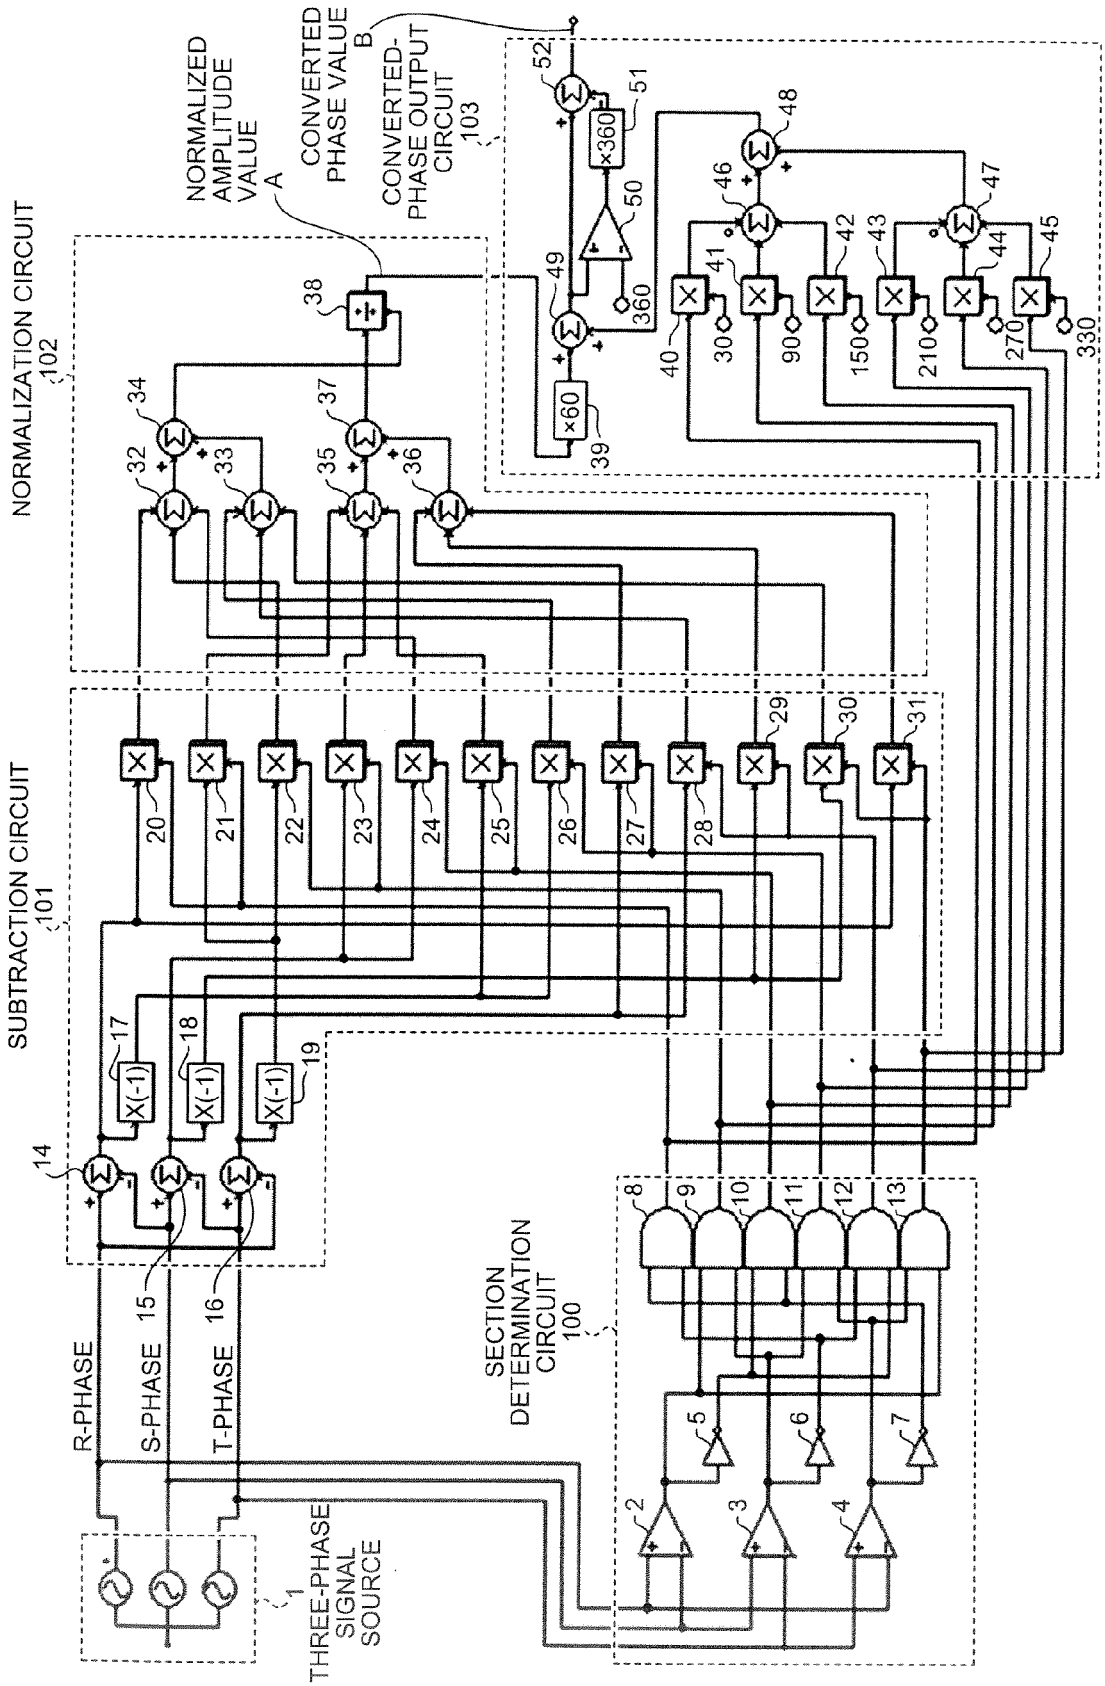 THREE-PHASE
SIGNAL
SOURCE
1
R-PHASE
S-PHASE
T-PHASE
SECTION
DETERMINATION
CIRCUIT
100
2
3
4
5
6
7
8
9
10
11
12
13
+
-
+
-
+
-
SUBTRACTION CIRCUIT
101
14
15
16
Σ
Σ
Σ
+
-
+
-
+
-
X(-1)
17
X(-1)
18
X(-1)
19
X
20
X
21
X
22
X
23
X
24
X
25
X
26
X
27
X
28
X
29
X
30
X
31
NORMALIZATION CIRCUIT
102
Σ
32
Σ
33
Σ
34
+
+
Σ
35
Σ
36
Σ
37
+
+
÷
38
NORMALIZED
AMPLITUDE
VALUE
A
CONVERTED
PHASE VALUE
B
CONVERTED-
PHASE OUTPUT
CIRCUIT
103
×60
39
Σ
49
+
+
+
-
50
360
×360
51
Σ
52
+
-
X
40
30
X
41
90
X
42
150
X
43
210
X
44
270
X
45
330
Σ
46
Σ
47
Σ
48
+
+